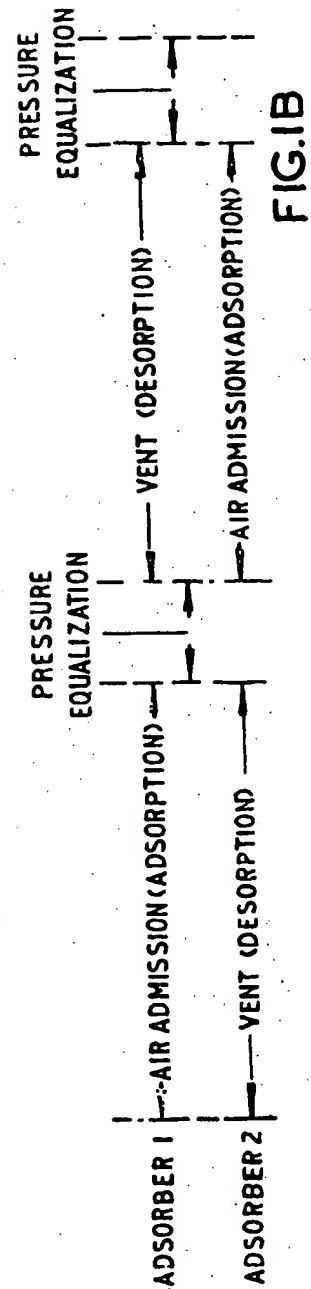 ADSORBER 1
AIR ADMISSION (ADSORPTION)
PRESSURE
EQUALIZATION
VENT (DESORPTION)
PRESSURE
EQUALIZATION
ADSORBER 2
VENT (DESORPTION)
AIR ADMISSION (ADSORPTION)
FIG.1B